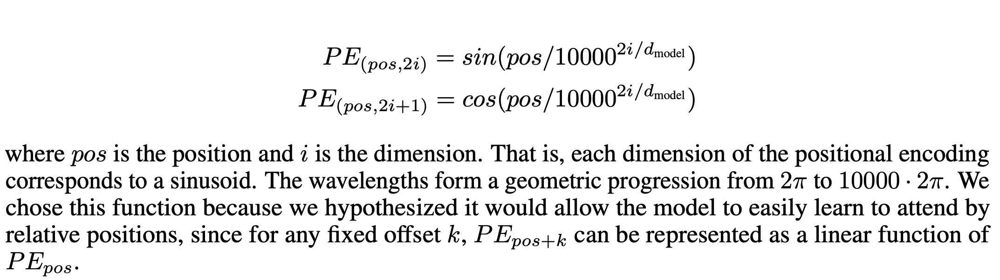 $PE_{(pos,2i)} = sin(pos/10000^{2i/d_{\text{model}}})$
$PE_{(pos,2i+1)} = cos(pos/10000^{2i/d_{\text{model}}})$
where $pos$ is the position and $i$ is the dimension. That is, each dimension of the positional encoding
corresponds to a sinusoid. The wavelengths form a geometric progression from $2\pi$ to $10000 \cdot 2\pi$. We
chose this function because we hypothesized it would allow the model to easily learn to attend by
relative positions, since for any fixed offset $k$, $PE_{pos+k}$ can be represented as a linear function of
$PE_{pos}$.